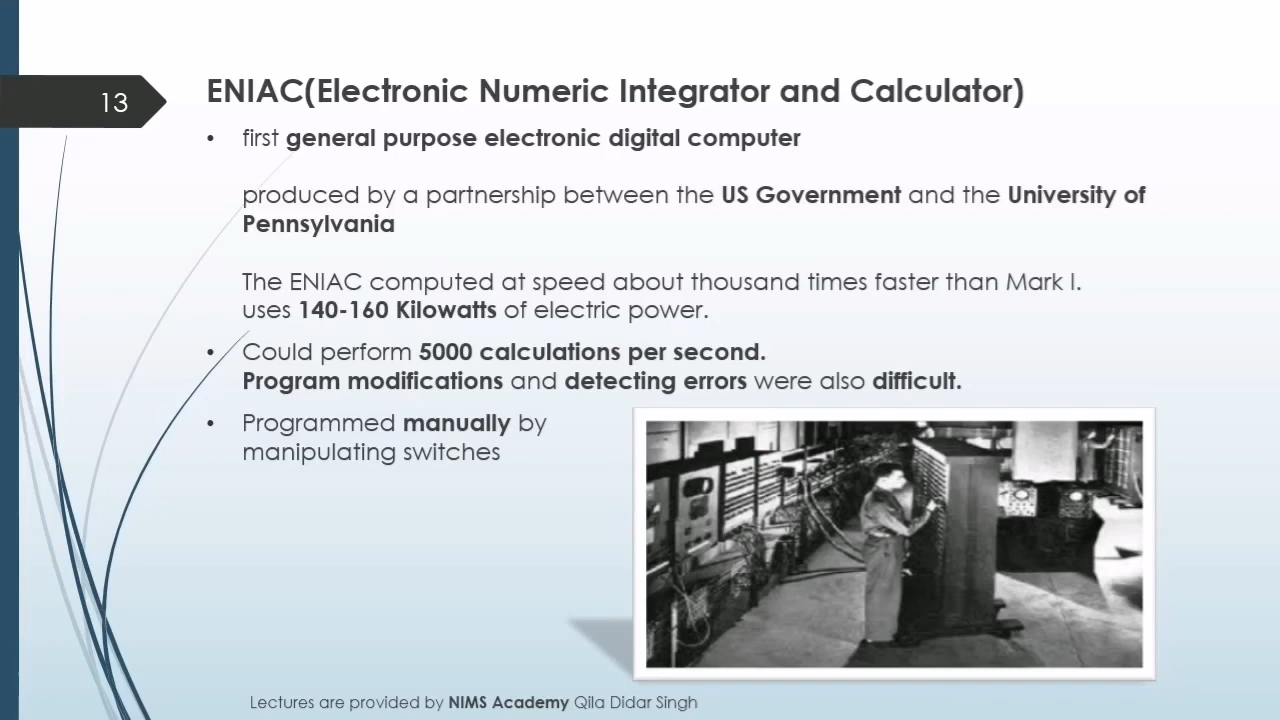 13
ENIAC(Electronic Numeric Integrator and Calculator)
• first general purpose electronic digital computer
produced by a partnership between the US Government and the University of
Pennsylvania
The ENIAC computed at speed about thousand times faster than Mark I.
uses 140-160 Kilowatts of electric power.
• Could perform 5000 calculations per second.
Program modifications and detecting errors were also difficult.
• Programmed manually by
manipulating switches
Lectures are provided by NIMS Academy Qila Didar Singh